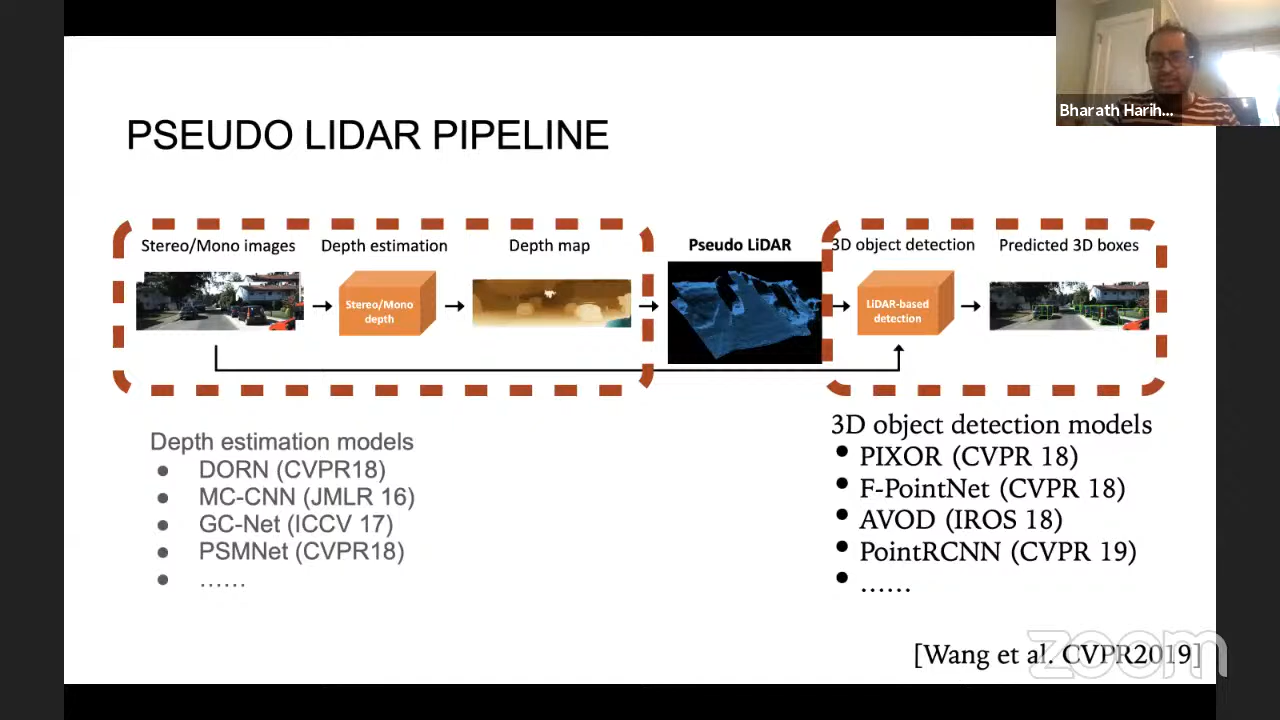 Bharath Harih...
PSEUDO LIDAR PIPELINE
Stereo/Mono images
Depth estimation
Depth map
Pseudo LiDAR
3D object detection
Predicted 3D boxes
Stereo/Mono
depth
LiDAR-based
detection
Depth estimation models
● DORN (CVPR18)
● MC-CNN (JMLR 16)
● GC-Net (ICCV 17)
● PSMNet (CVPR18)
● ......
3D object detection models
● PIXOR (CVPR 18)
● F-PointNet (CVPR 18)
● AVOD (IROS 18)
● PointRCNN (CVPR 19)
● ......
[Wang et al. CVPR2019]
zoom